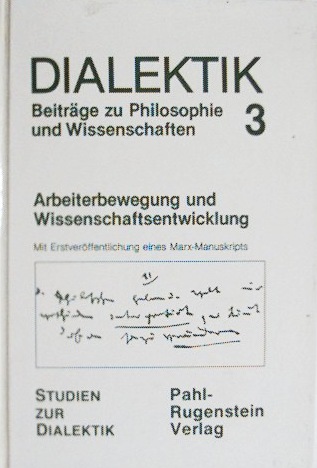 DIALEKTIK
Beiträge zu Philosophie
und Wissenschaften 3
Arbeiterbewegung und
Wissenschaftsentwicklung
Mit Erstveröffentlichung eines Marx-Manuskripts
STUDIEN
ZUR
DIALEKTIK
Pahl-
Rugenstein
Verlag